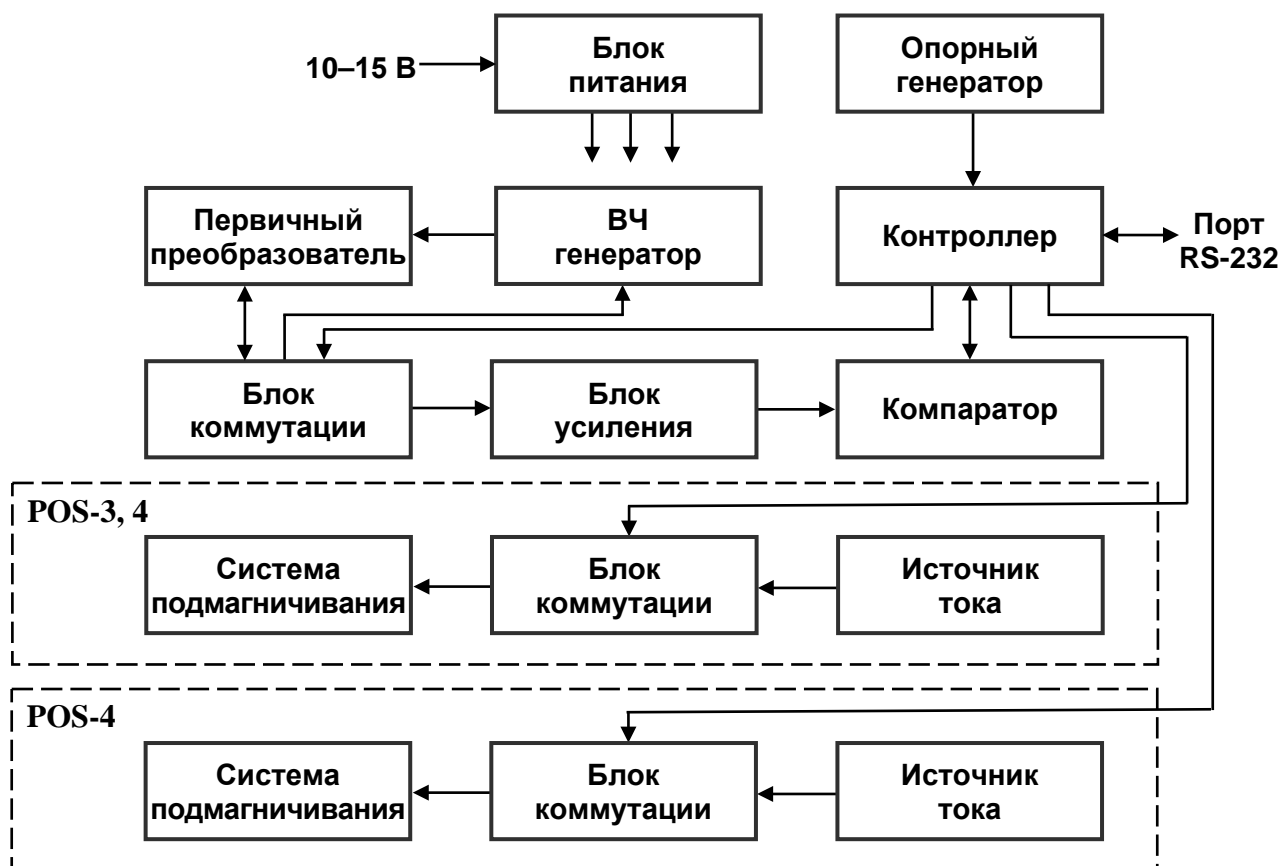 10–15 В
Блок
питания
Опорный
генератор
Первичный
преобразователь
ВЧ
генератор
Контроллер
Порт
RS-232
Блок
коммутации
Блок
усиления
Компаратор
POS-3, 4
Система
подмагничивания
Блок
коммутации
Источник
тока
POS-4
Система
подмагничивания
Блок
коммутации
Источник
тока